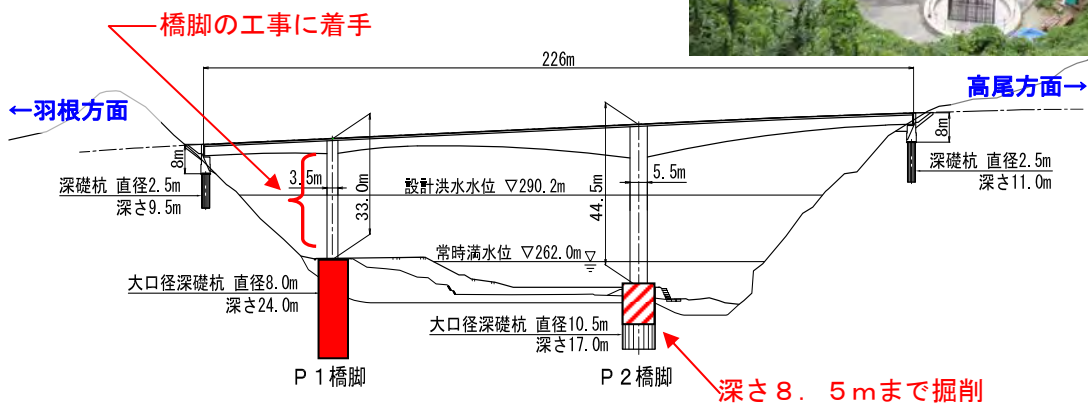 橋脚の工事に着手
226m
←羽根方面
高尾方面→
8m
8m
深礎杭 直径2.5m
深さ9.5m
3.5m
33.0m
設計洪水水位 ▽290.2m
44.5m
5.5m
深礎杭 直径2.5m
深さ11.0m
常時満水位 ▽262.0m
大口径深礎杭 直径8.0m
深さ24.0m
大口径深礎杭 直径10.5m
深さ17.0m
P1橋脚
P2橋脚
深さ8.5mまで掘削